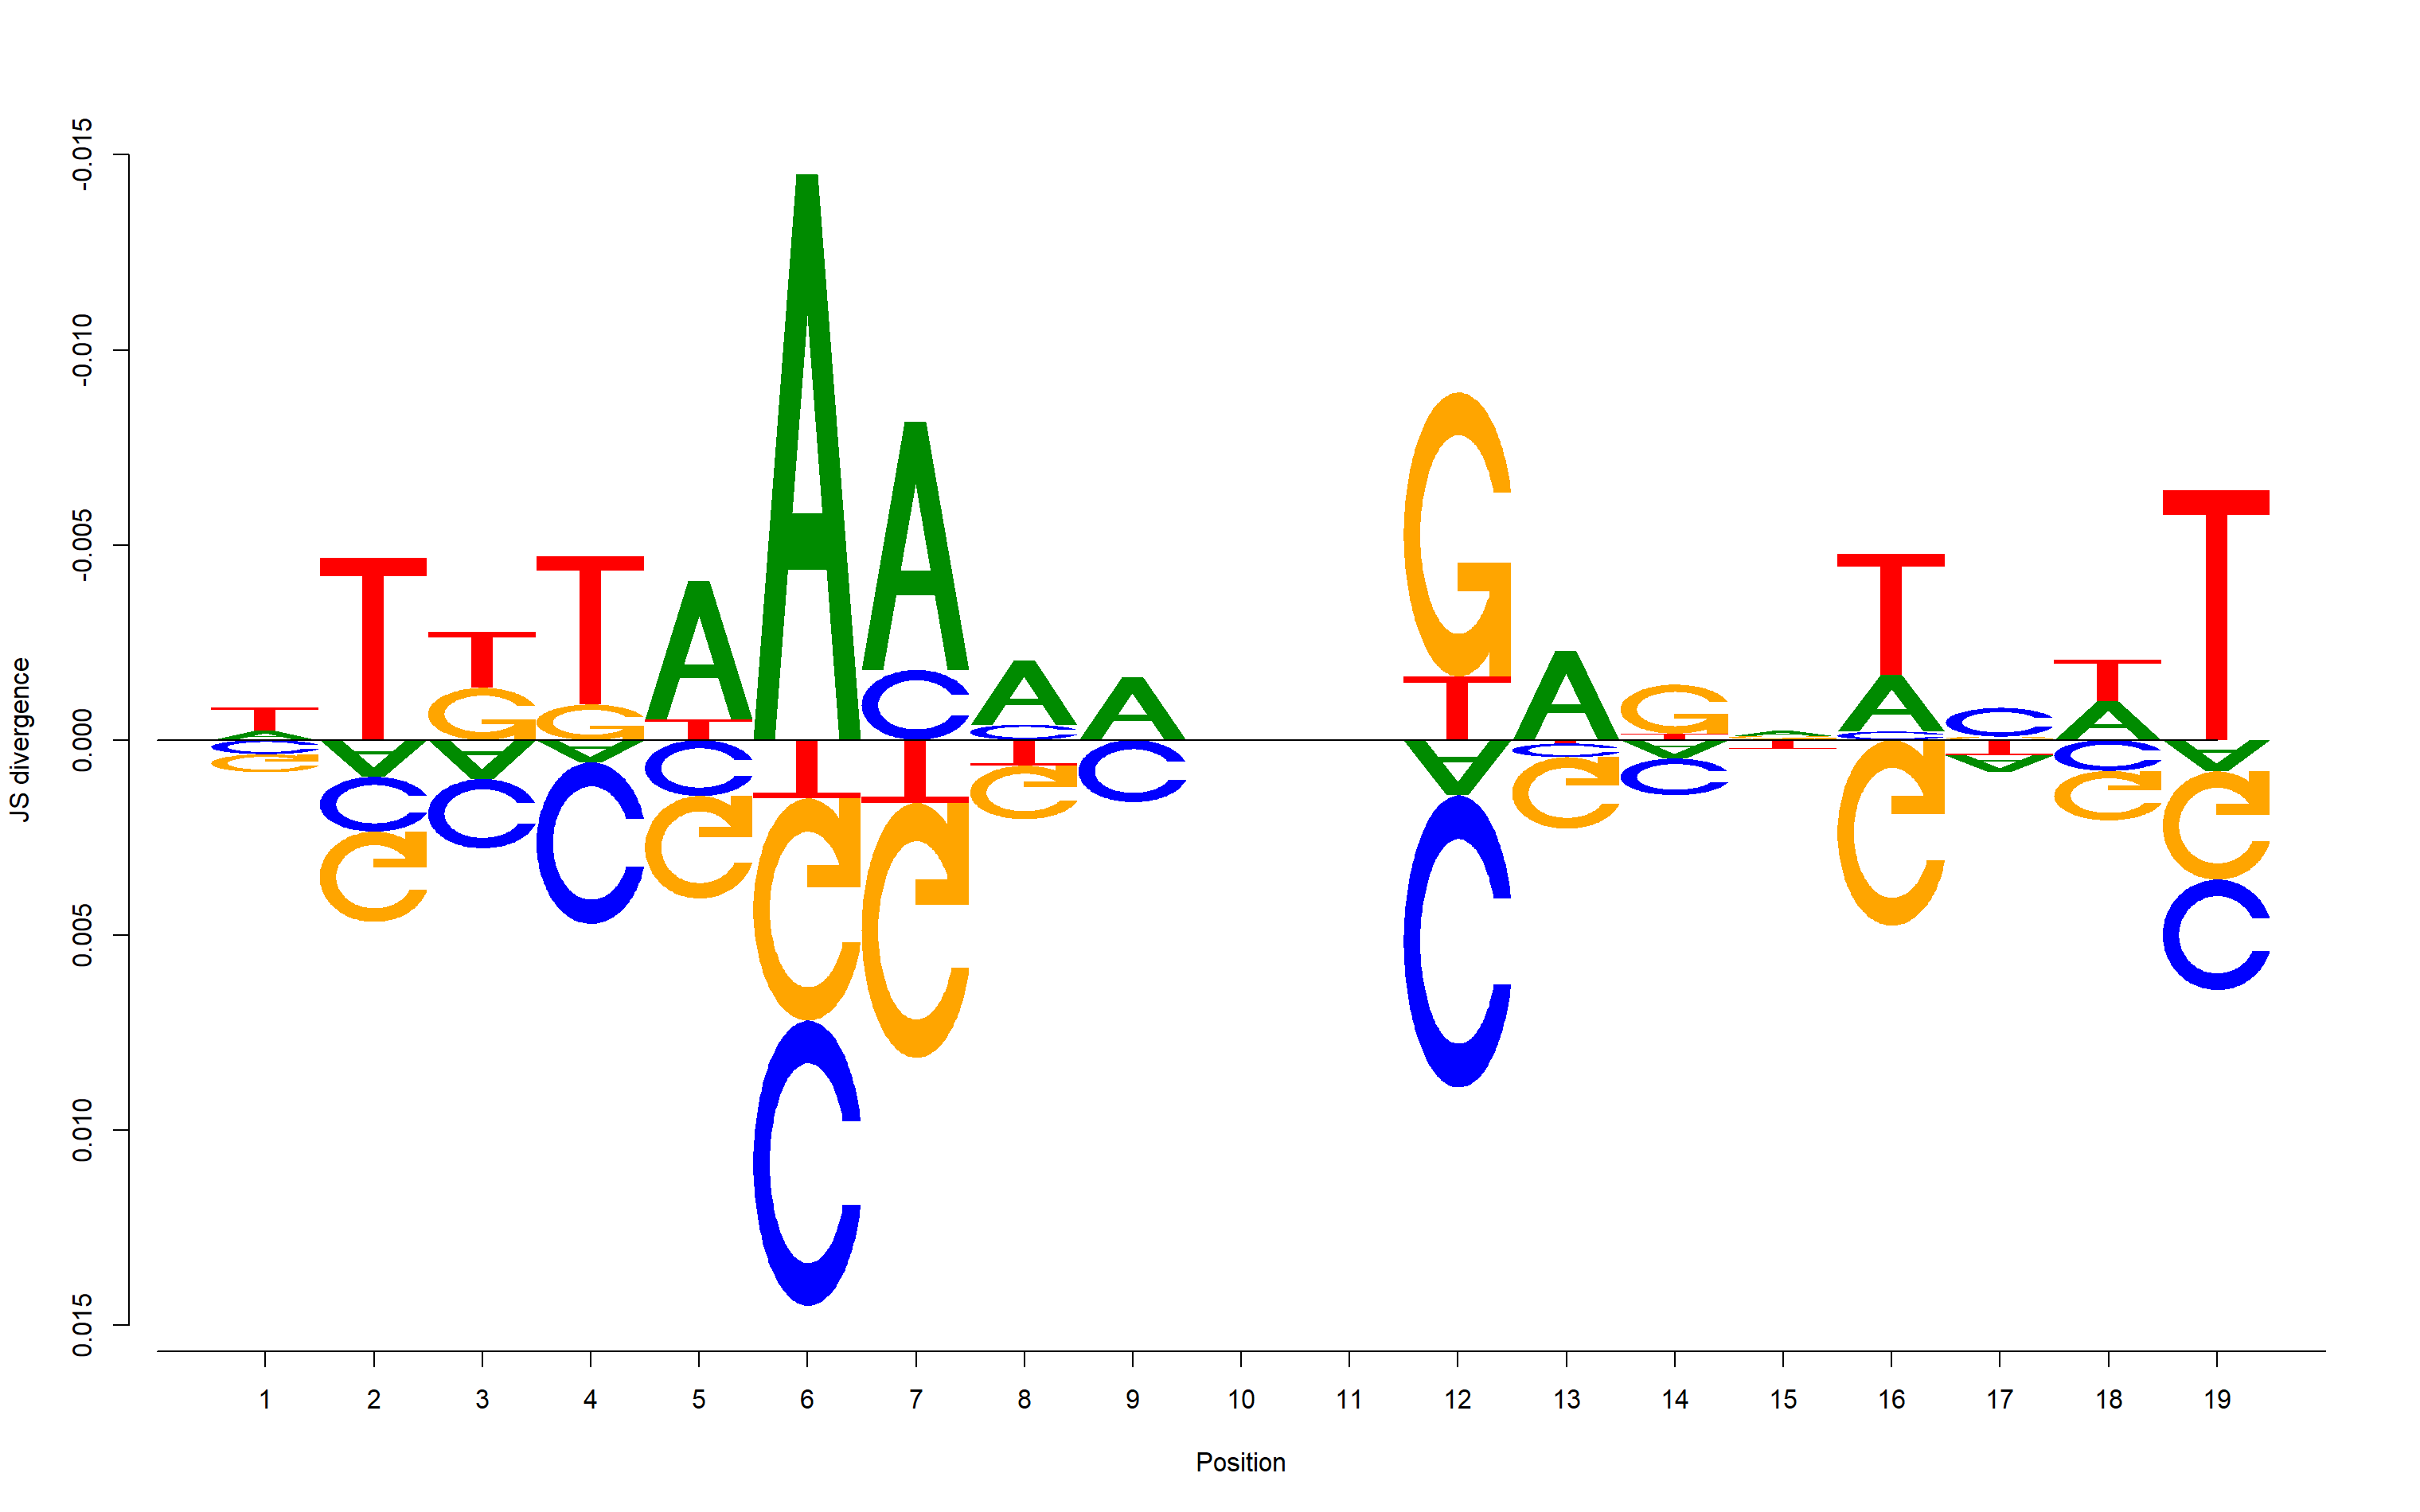 JS divergence
-0.015
-0.010
-0.005
0.000
0.005
0.010
0.015
T A C G
T A C G
T G A C
T G A C
A T C G
A T G C
A C T G
A C T G
A C
G T A C
A T C G
G T A C
A G T
T A C G
C G T A
T A C G
T A G C
1 2 3 4 5 6 7 8 9 10 11 12 13 14 15 16 17 18 19
Position